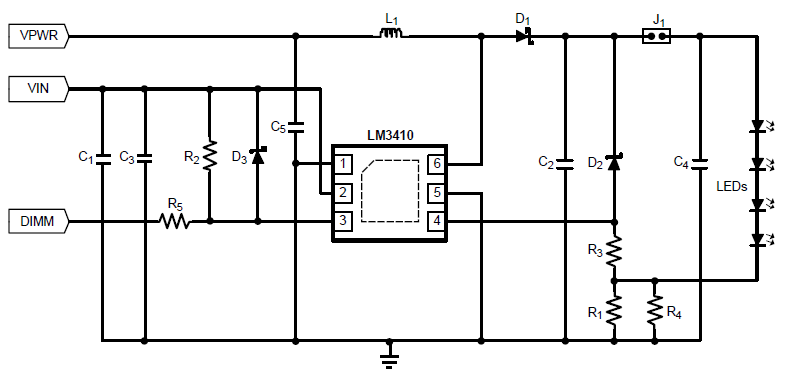 VPWR
L1
D1
J1
VIN
C5
LM3410
C1
C3
R2
D3
1
6
C2
D2
C4
2
5
LEDs
R5
DIMM
3
4
R3
R1
R4